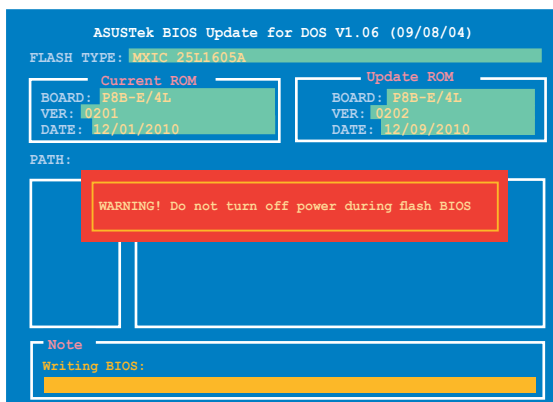 ASUSTek BIOS Update for DOS V1.06 (09/08/04)
FLASH TYPE: MXIC 25L1605A
Current ROM
BOARD: P8B-E/4L
VER: 0201
DATE: 12/01/2010
Update ROM
BOARD: P8B-E/4L
VER: 0202
DATE: 12/09/2010
PATH:
WARNING! Do not turn off power during flash BIOS
Note
Writing BIOS: